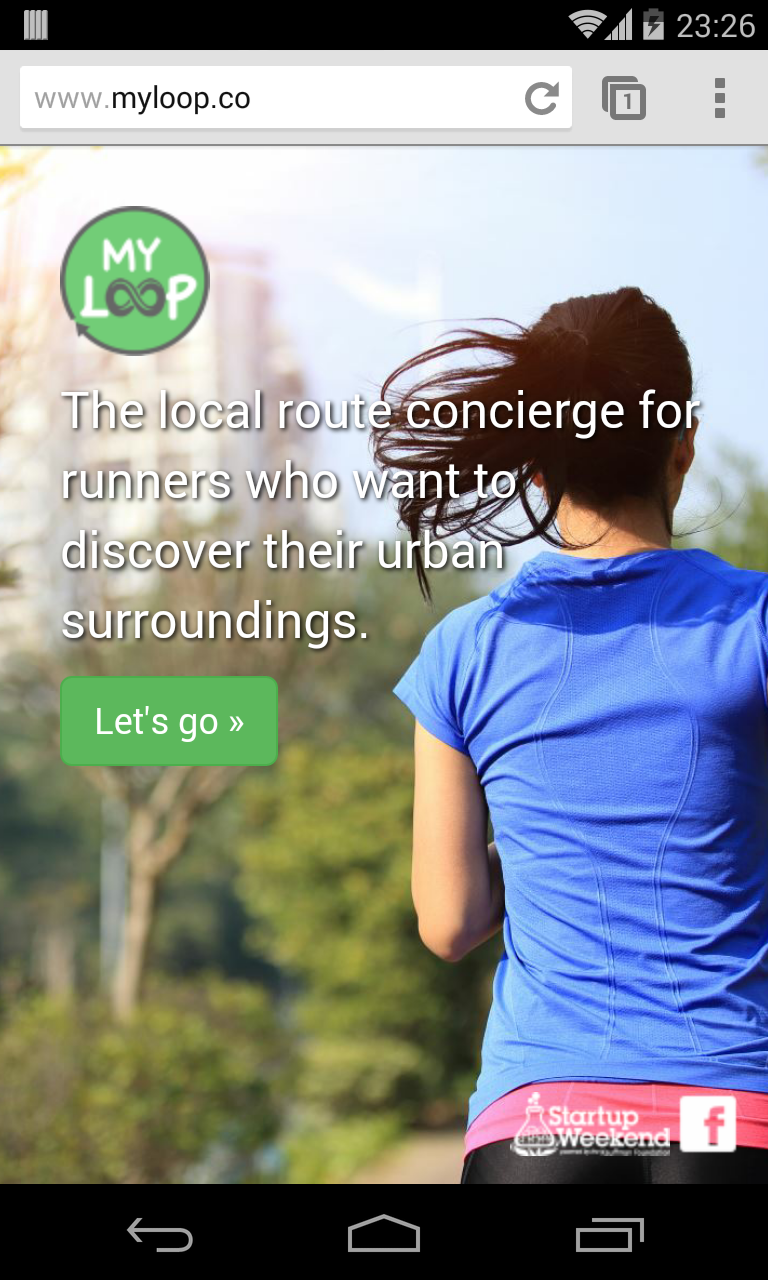 23:26
www.myloop.co
1
MY
LOOP
The local route concierge for
runners who want to
discover their urban
surroundings.
Let's go »
Startup
Weekend
f